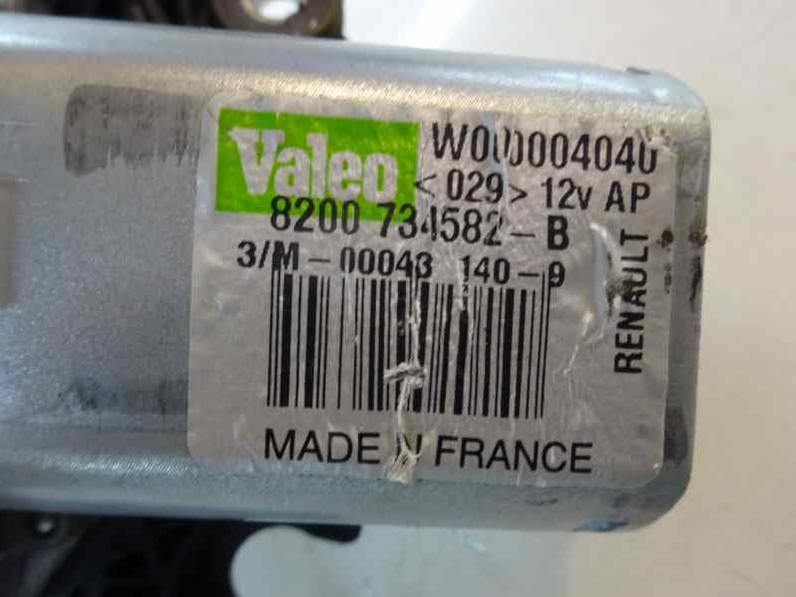 Valeo
W000004040
<029> 12v AP
8200 734582-B
3/M-00043 140-9
RENAULT
MADE IN FRANCE